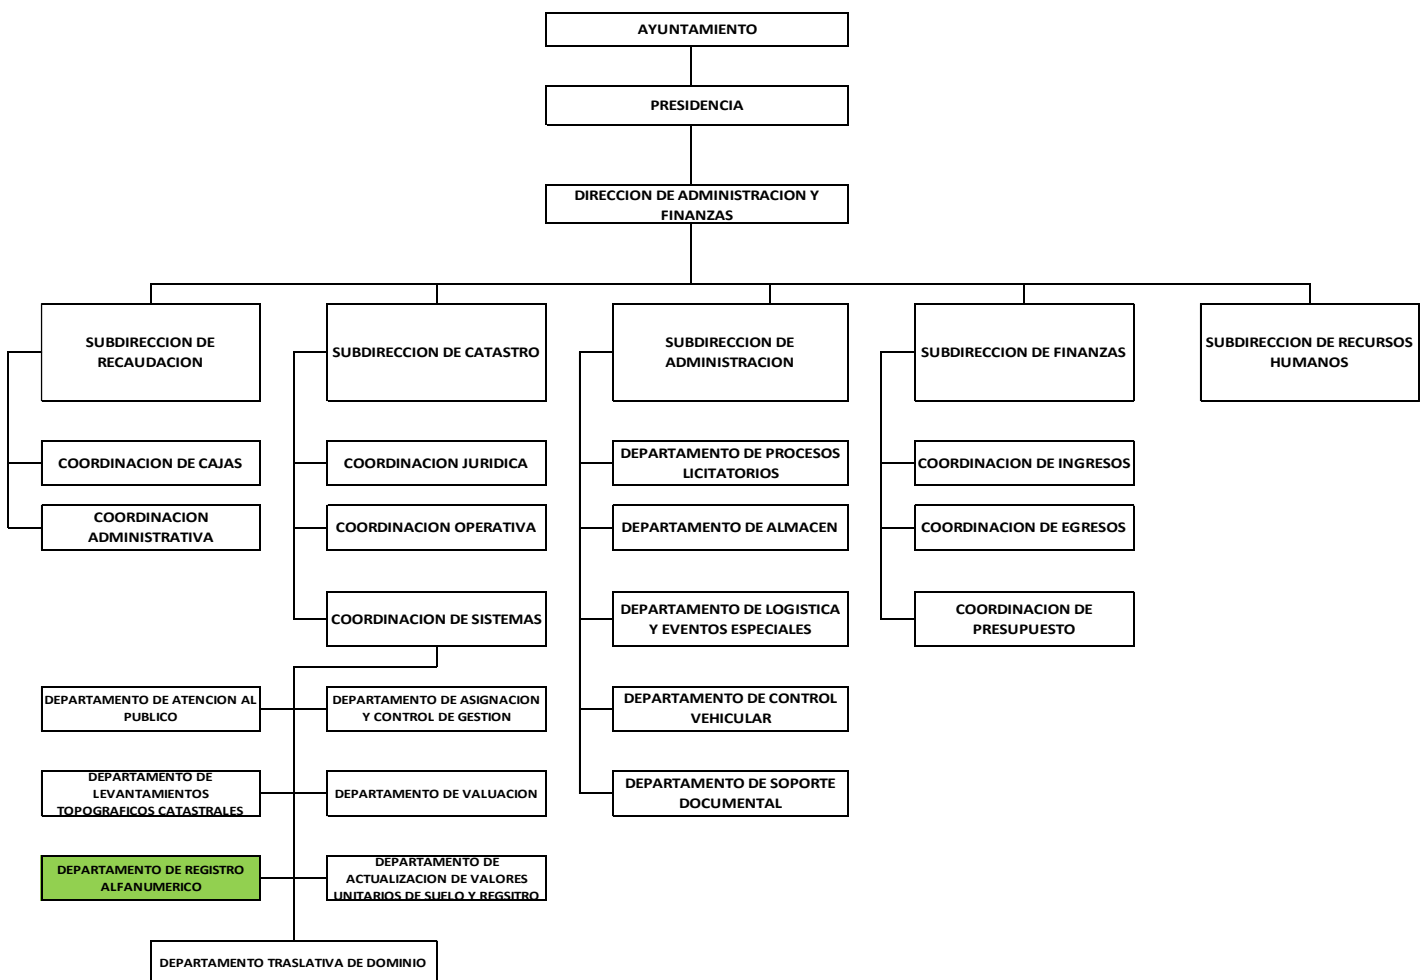 AYUNTAMIENTO
PRESIDENCIA
DIRECCION DE ADMINISTRACION Y
FINANZAS
SUBDIRECCION DE
RECAUDACION
SUBDIRECCION DE CATASTRO
SUBDIRECCION DE
ADMINISTRACION
SUBDIRECCION DE FINANZAS
SUBDIRECCION DE RECURSOS
HUMANOS
COORDINACION DE CAJAS
COORDINACION JURIDICA
DEPARTAMENTO DE PROCESOS
LICITATORIOS
COORDINACION DE INGRESOS
COORDINACION
ADMINISTRATIVA
COORDINACION OPERATIVA
DEPARTAMENTO DE ALMACEN
COORDINACION DE EGRESOS
COORDINACION DE SISTEMAS
DEPARTAMENTO DE LOGISTICA
Y EVENTOS ESPECIALES
COORDINACION DE
PRESUPUESTO
DEPARTAMENTO DE ATENCION AL
PUBLICO
DEPARTAMENTO DE ASIGNACION
Y CONTROL DE GESTION
DEPARTAMENTO DE CONTROL
VEHICULAR
DEPARTAMENTO DE
LEVANTAMIENTOS
TOPOGRAFICOS CATASTRALES
DEPARTAMENTO DE VALUACION
DEPARTAMENTO DE SOPORTE
DOCUMENTAL
DEPARTAMENTO DE REGISTRO
ALFANUMERICO
DEPARTAMENTO DE
ACTUALIZACION DE VALORES
UNITARIOS DE SUELO Y REGSITRO
DEPARTAMENTO TRASLATIVA DE DOMINIO